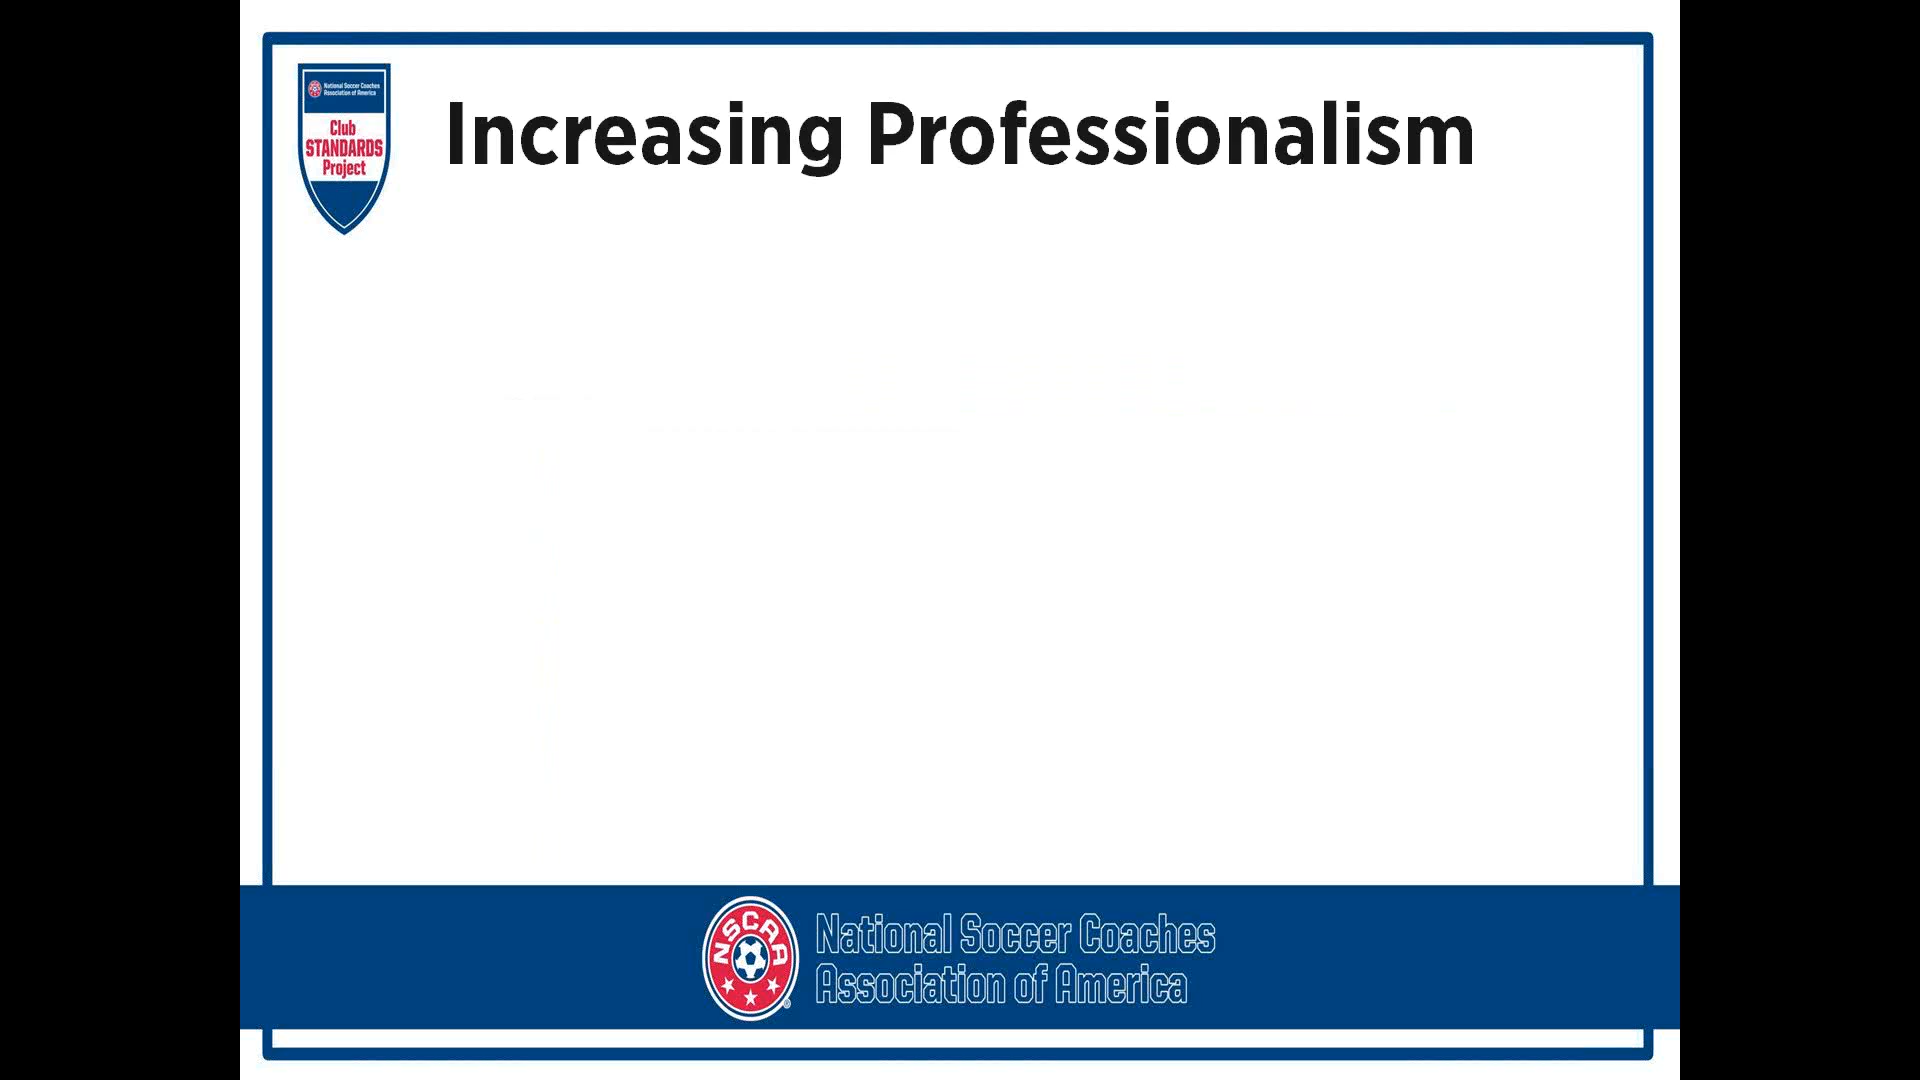 National Soccer Coaches
Association of America
Club
STANDARDS
Project
Increasing Professionalism
NSCAA
National Soccer Coaches
Association of America